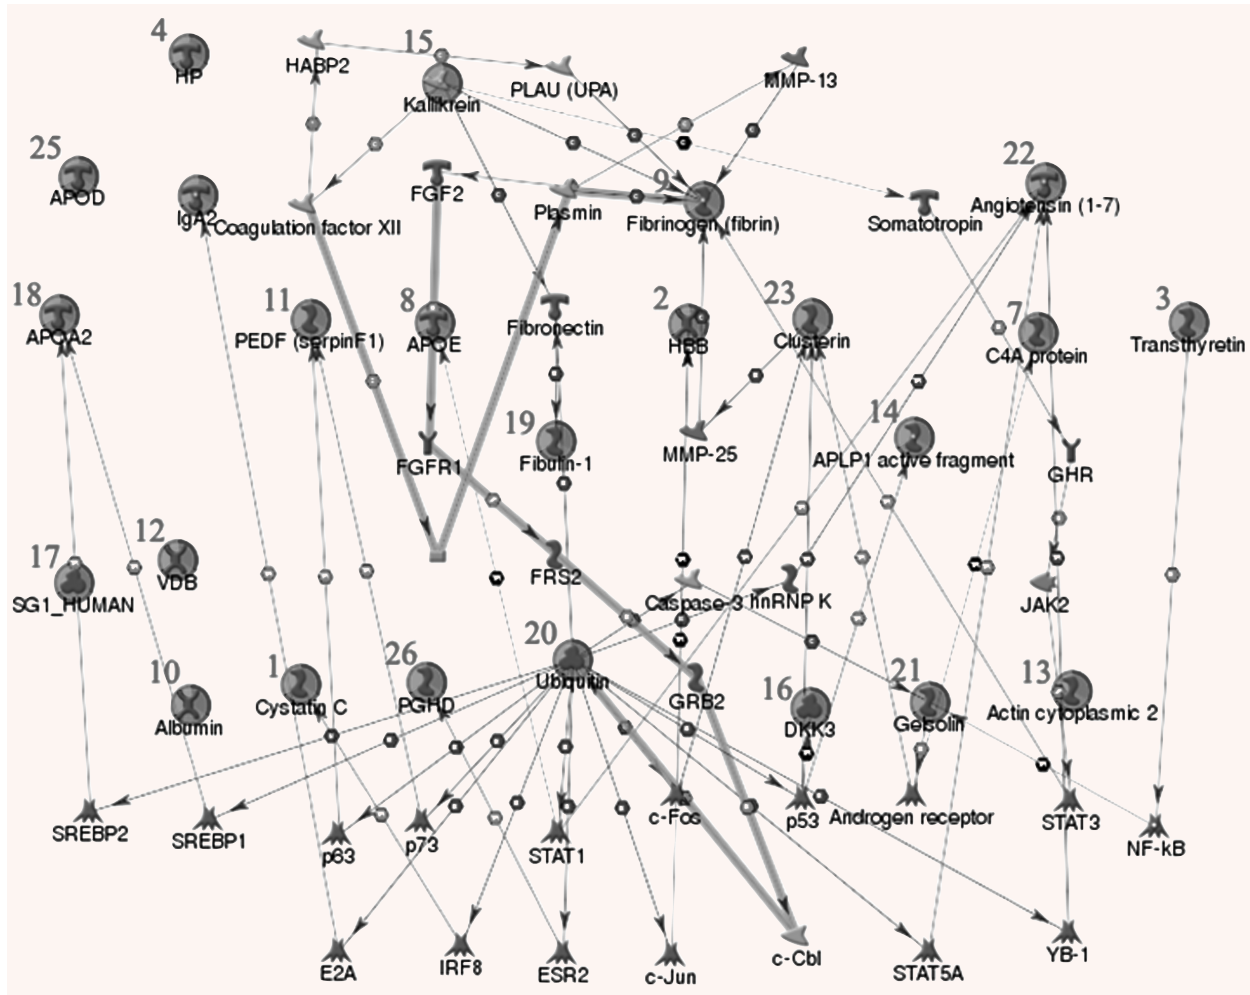 4
HP
HABP2
15
Kallikrein
PLAU (UPA)
MMP-13
25
APOD
IgA2
Coagulation factor XII
FGF2
Plasmin
9
Fibrinogen (fibrin)
Somatotropin
22
Angiotensin (1-7)
18
APOA2
11
PEDF (serpinF1)
8
APOE
Fibronectin
2
HBB
23
Clusterin
7
C4A protein
3
Transthyretin
FGFR1
19
Fibulin-1
MMP-25
14
APLP1 active fragment
GHR
17
SG1_HUMAN
12
VDB
FRS2
Caspase-3
hnRNP K
JAK2
10
Albumin
1
Cystatin C
26
PGHD
20
Ubiquitin
GRB2
16
DKK3
21
Gelsolin
13
Actin cytoplasmic 2
SREBP2
SREBP1
p63
p73
STAT1
c-Fos
p53
Androgen receptor
STAT3
NF-kB
E2A
IRF8
ESR2
c-Jun
c-Cbl
STAT5A
YB-1